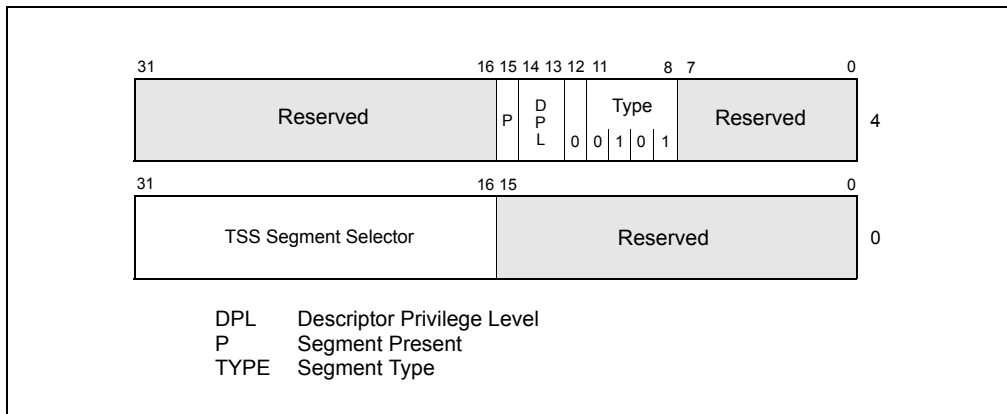 31 16 15 14 13 12 11 8 7 0
Reserved P DPL 0 Type 0 1 0 1 Reserved 4
31 16 15 0
TSS Segment Selector Reserved 0
DPL Descriptor Privilege Level
P Segment Present
TYPE Segment Type